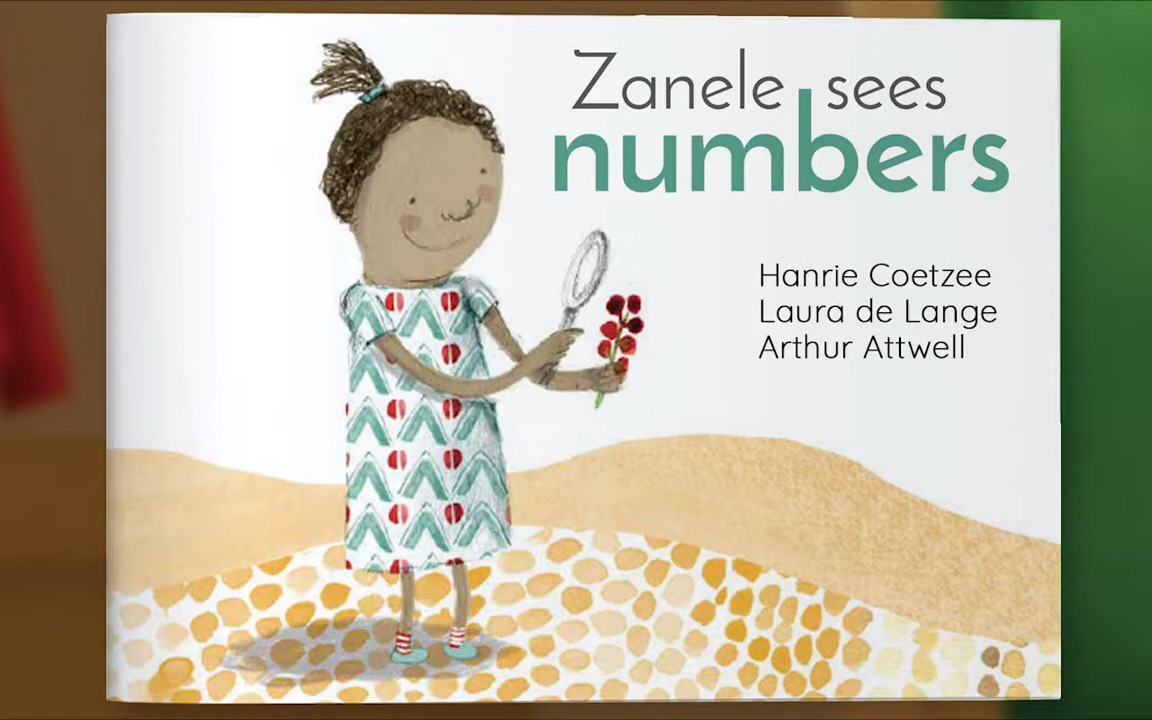 Zanele sees
numbers
Hanrie Coetzee
Laura de Lange
Arthur Attwell